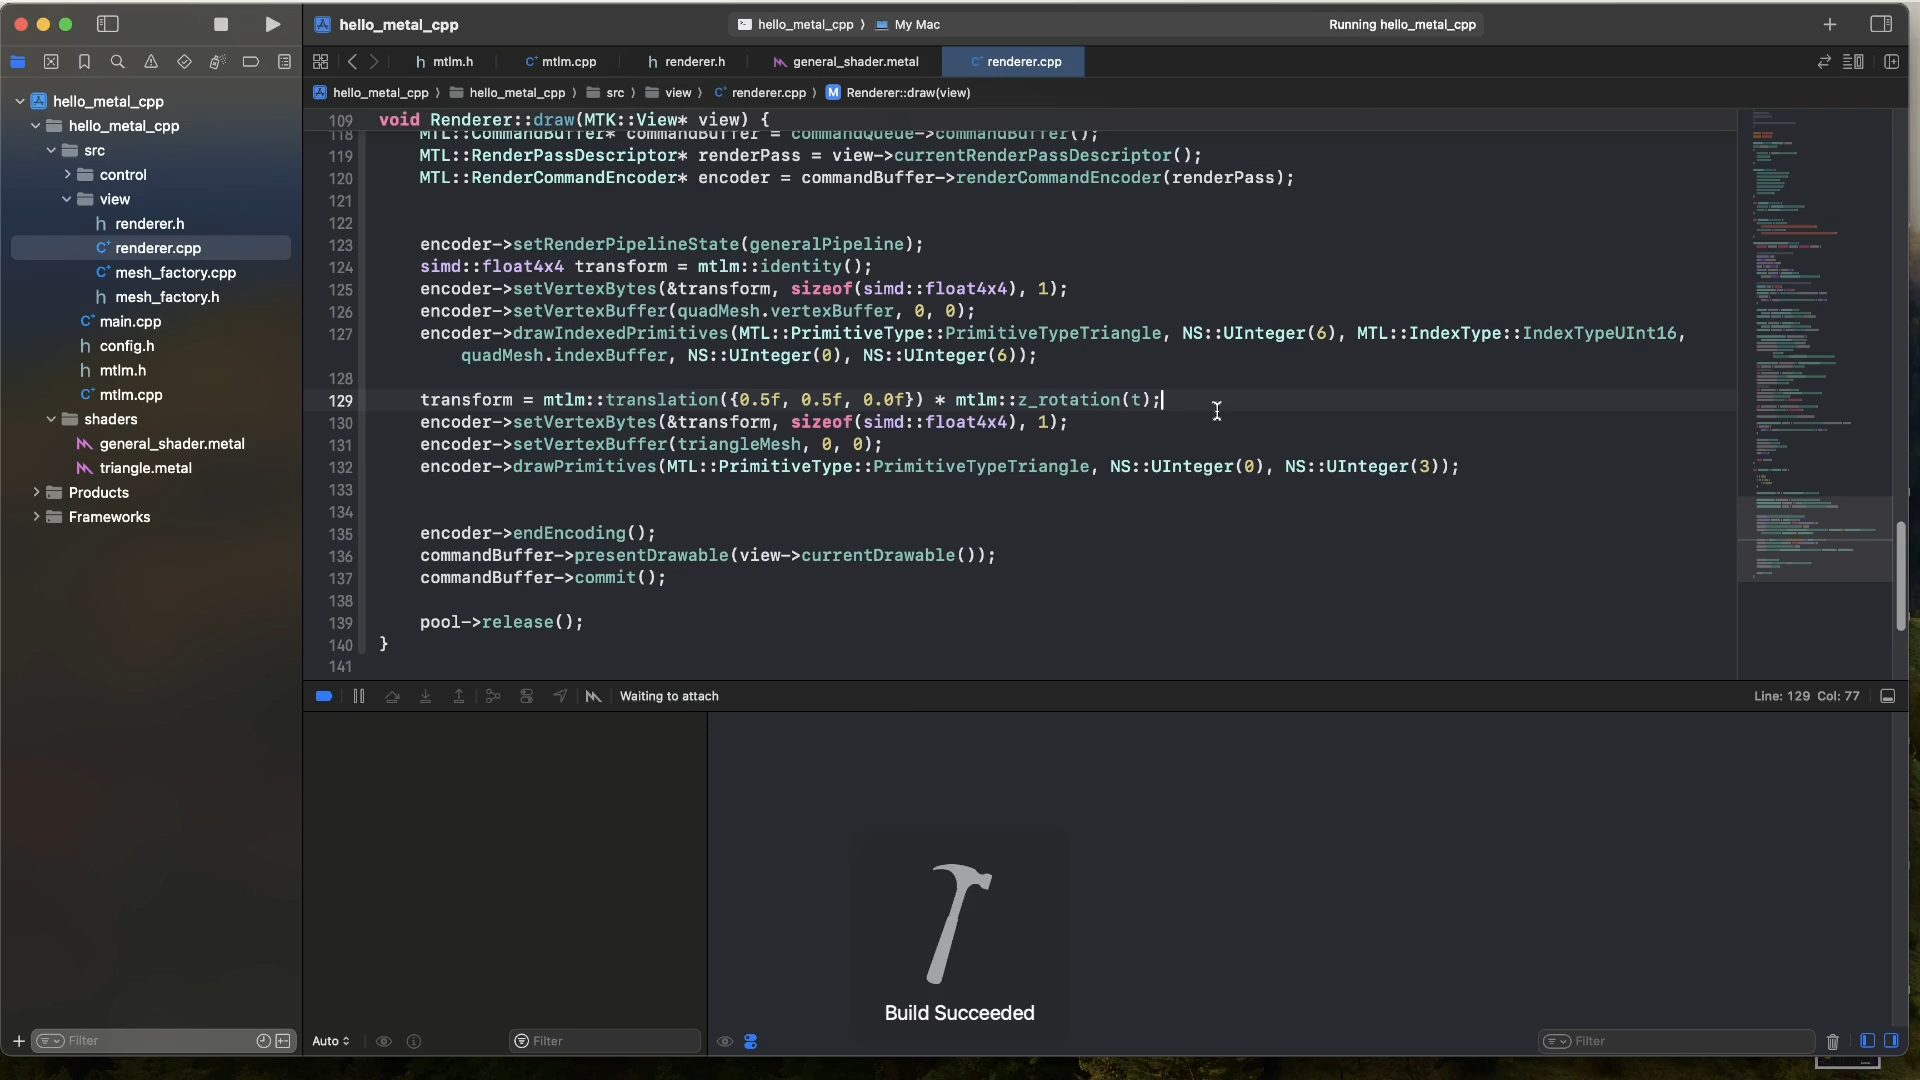 hello_metal_cpp
hello_metal_cpp 〉 My Mac
Running hello_metal_cpp
mtlm.h
mtlm.cpp
renderer.h
general_shader.metal
renderer.cpp
hello_metal_cpp 〉 hello_metal_cpp 〉 src 〉 view 〉 renderer.cpp 〉 M Renderer::draw(view)
hello_metal_cpp
hello_metal_cpp
src
control
view
renderer.h
renderer.cpp
mesh_factory.cpp
mesh_factory.h
main.cpp
config.h
mtlm.h
mtlm.cpp
shaders
general_shader.metal
triangle.metal
Products
Frameworks
109 void Renderer::draw(MTK::View* view) {
118 MTL::CommandBuffer* commandBuffer = commandQueue->commandBuffer();
119 MTL::RenderPassDescriptor* renderPass = view->currentRenderPassDescriptor();
120 MTL::RenderCommandEncoder* encoder = commandBuffer->renderCommandEncoder(renderPass);
121
122
123 encoder->setRenderPipelineState(generalPipeline);
124 simd::float4x4 transform = mtlm::identity();
125 encoder->setVertexBytes(&transform, sizeof(simd::float4x4), 1);
126 encoder->setVertexBuffer(quadMesh.vertexBuffer, 0, 0);
127 encoder->drawIndexedPrimitives(MTL::PrimitiveType::PrimitiveTypeTriangle, NS::UInteger(6), MTL::IndexType::IndexTypeUInt16,
quadMesh.indexBuffer, NS::UInteger(0), NS::UInteger(6));
128
129 transform = mtlm::translation({0.5f, 0.5f, 0.0f}) * mtlm::z_rotation(t);
130 encoder->setVertexBytes(&transform, sizeof(simd::float4x4), 1);
131 encoder->setVertexBuffer(triangleMesh, 0, 0);
132 encoder->drawPrimitives(MTL::PrimitiveType::PrimitiveTypeTriangle, NS::UInteger(0), NS::UInteger(3));
133
134
135 encoder->endEncoding();
136 commandBuffer->presentDrawable(view->currentDrawable());
137 commandBuffer->commit();
138
139 pool->release();
140 }
141
Waiting to attach
Line: 129 Col: 77
Build Succeeded
Filter
Auto
Filter
Filter